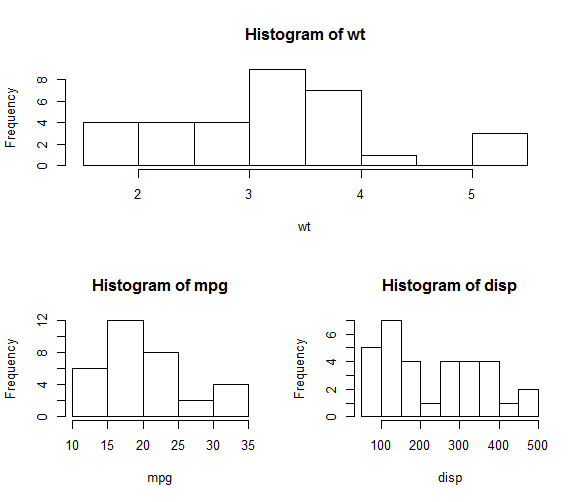 Histogram of wt
Frequency
0 2 4 6 8
2 3 4 5
wt
Histogram of mpg
Frequency
0 4 8 12
10 15 20 25 30 35
mpg
Histogram of disp
Frequency
0 2 4 6
100 200 300 400 500
disp